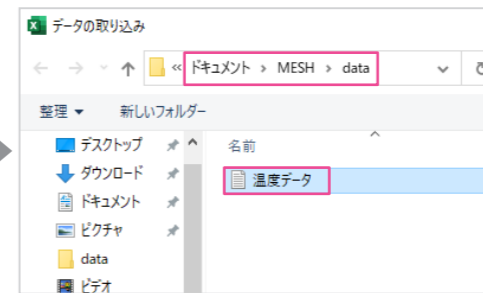 データの取り込み
« ドキュメント › MESH › data
整理 新しいフォルダー
デスクトップ
ダウンロード
ドキュメント
ピクチャ
data
ビデオ
名前
温度データ